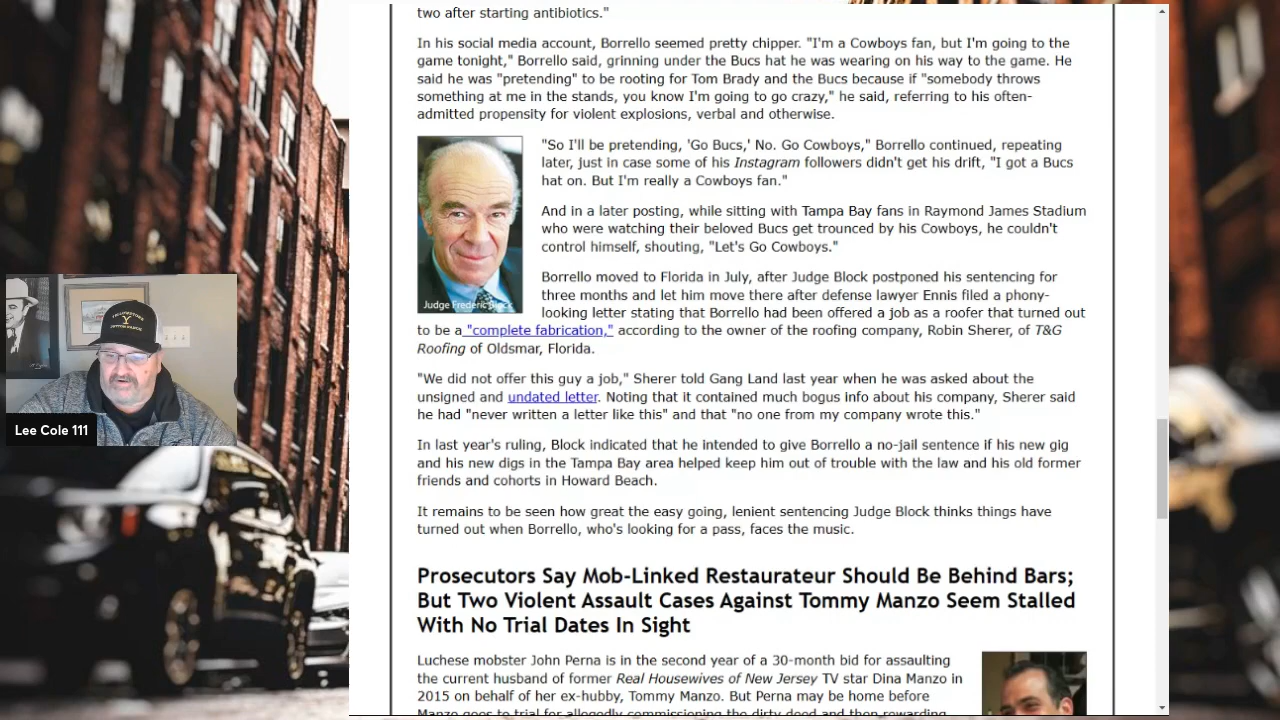 two after starting antibiotics."
In his social media account, Borrello seemed pretty chipper. "I'm a Cowboys fan, but I'm going to the
game tonight," Borrello said, grinning under the Bucs hat he was wearing on his way to the game. He
said he was "pretending" to be rooting for Tom Brady and the Bucs because if "somebody throws
something at me in the stands, you know I'm going to go crazy," he said, referring to his often-
admitted propensity for violent explosions, verbal and otherwise.
"So I'll be pretending, 'Go Bucs,' No. Go Cowboys," Borrello continued, repeating
later, just in case some of his Instagram followers didn't get his drift, "I got a Bucs
hat on. But I'm really a Cowboys fan."
And in a later posting, while sitting with Tampa Bay fans in Raymond James Stadium
who were watching their beloved Bucs get trounced by his Cowboys, he couldn't
control himself, shouting, "Let's Go Cowboys."
Judge Frederic Block
Borrello moved to Florida in July, after Judge Block postponed his sentencing for
three months and let him move there after defense lawyer Ennis filed a phony-
looking letter stating that Borrello had been offered a job as a roofer that turned out
to be a "complete fabrication," according to the owner of the roofing company, Robin Sherer, of T&G
Roofing of Oldsmar, Florida.
"We did not offer this guy a job," Sherer told Gang Land last year when he was asked about the
unsigned and undated letter. Noting that it contained much bogus info about his company, Sherer said
he had "never written a letter like this" and that "no one from my company wrote this."
In last year's ruling, Block indicated that he intended to give Borrello a no-jail sentence if his new gig
and his new digs in the Tampa Bay area helped keep him out of trouble with the law and his old former
friends and cohorts in Howard Beach.
It remains to be seen how great the easy going, lenient sentencing Judge Block thinks things have
turned out when Borrello, who's looking for a pass, faces the music.
Prosecutors Say Mob-Linked Restaurateur Should Be Behind Bars;
But Two Violent Assault Cases Against Tommy Manzo Seem Stalled
With No Trial Dates In Sight
Luchese mobster John Perna is in the second year of a 30-month bid for assaulting
the current husband of former Real Housewives of New Jersey TV star Dina Manzo in
2015 on behalf of her ex-hubby, Tommy Manzo. But Perna may be home before
Manzo goes to trial for allegedly commissioning the dirty deed and then rewarding
YELLOWSTONE
Y
DUTTON RANCH
Lee Cole 111